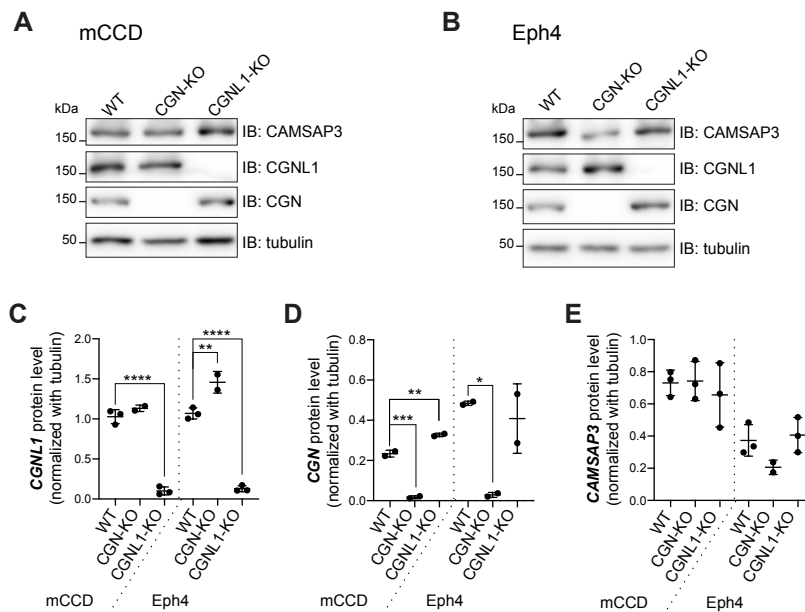 A mCCD
kDa WT CGN-KO CGNL1-KO
150 IB: CAMSAP3
150 IB: CGNL1
150 IB: CGN
50 IB: tubulin
B Eph4
kDa WT CGN-KO CGNL1-KO
150 IB: CAMSAP3
150 IB: CGNL1
150 IB: CGN
50 IB: tubulin
C
CGNL1 protein level
(normalized with tubulin)
2.0
1.5
1.0
0.5
0.0
****
**
****
WT CGN-KO CGNL1-KO WT CGN-KO CGNL1-KO
mCCD Eph4
D
CGN protein level
(normalized with tubulin)
0.8
0.6
0.4
0.2
0.0
***
**
*
WT CGN-KO CGNL1-KO WT CGN-KO CGNL1-KO
mCCD Eph4
E
CAMSAP3 protein level
(normalized with tubulin)
1.0
0.8
0.6
0.4
0.2
0.0
WT CGN-KO CGNL1-KO WT CGN-KO CGNL1-KO
mCCD Eph4